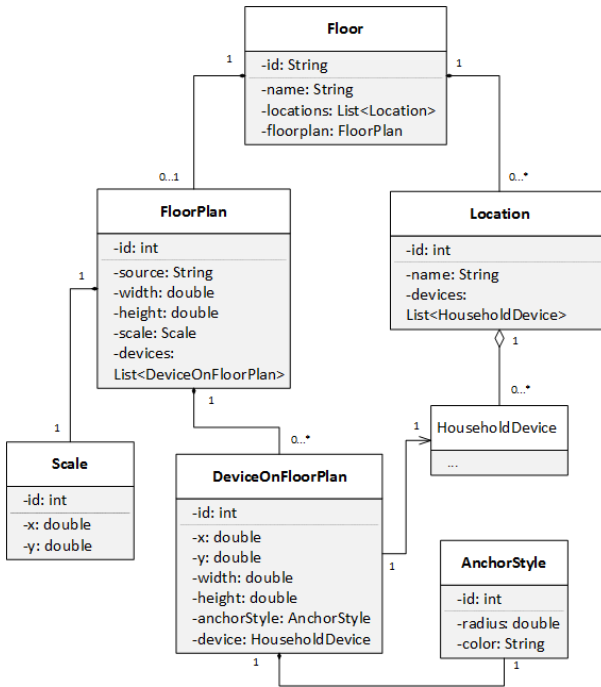 Floor
-id: String
-name: String
-locations: List<Location>
-floorplan: FloorPlan
1
1
0...1
0...*
FloorPlan
-id: int
-source: String
-width: double
-height: double
-scale: Scale
-devices:
List<DeviceOnFloorPlan>
Location
-id: int
-name: String
-devices:
List<HouseholdDevice>
1
1
1
1
0...*
0...*
1
HouseholdDevice
...
Scale
-id: int
-x: double
-y: double
DeviceOnFloorPlan
-id: int
-x: double
-y: double
-width: double
-height: double
-anchorStyle: AnchorStyle
-device: HouseholdDevice
1
AnchorStyle
-id: int
-radius: double
-color: String
1
1